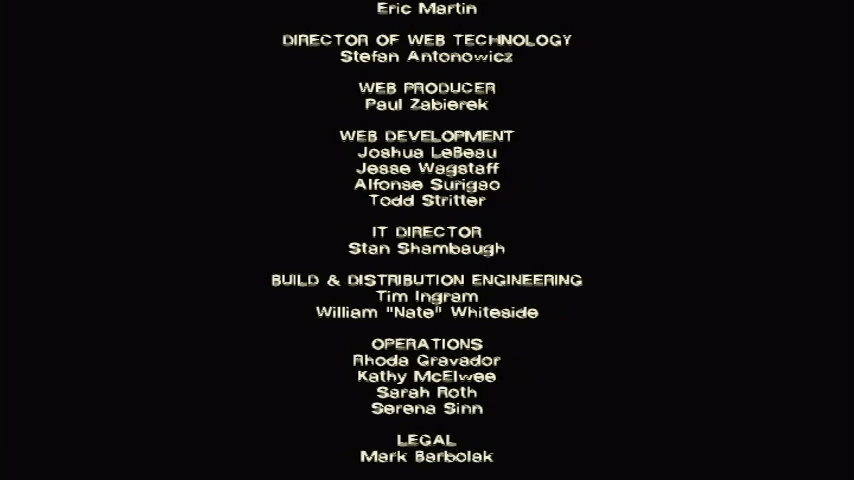 Eric Martin
DIRECTOR OF WEB TECHNOLOGY
Stefan Antonowicz
WEB PRODUCER
Paul Zabierek
WEB DEVELOPMENT
Joshua LeBeau
Jesse Wagstaff
Alfonse Surigao
Todd Stritter
IT DIRECTOR
Stan Shambaugh
BUILD & DISTRIBUTION ENGINEERING
Tim Ingram
William "Nate" Whiteside
OPERATIONS
Rhoda Gravador
Kathy McElwee
Sarah Roth
Serena Sinn
LEGAL
Mark Barbolak